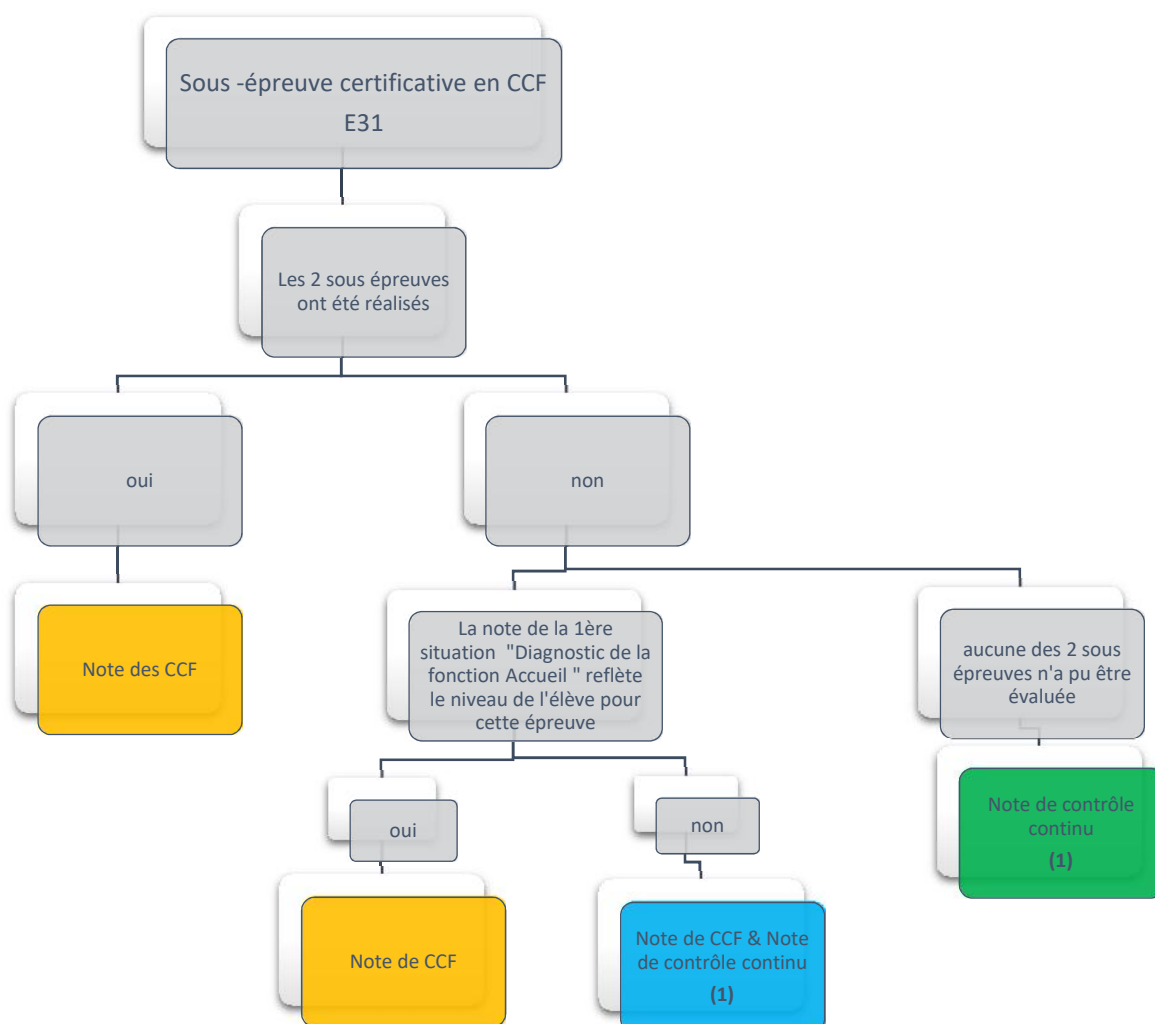 Sous -épreuve certificative en CCF
E31
Les 2 sous épreuves
ont été réalisés
oui
non
Note des CCF
La note de la 1ère
situation "Diagnostic de la
fonction Accueil " reflète
le niveau de l'élève pour
cette épreuve
aucune des 2 sous
épreuves n'a pu être
évaluée
oui
non
Note de contrôle
continu
(1)
Note de CCF
Note de CCF & Note
de contrôle continu
(1)